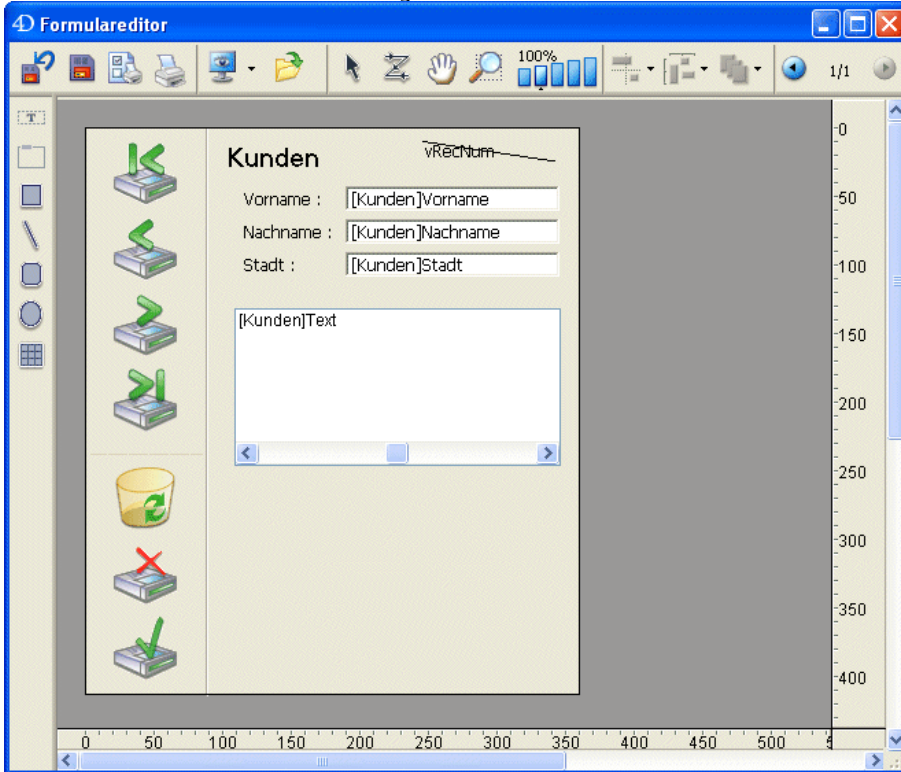 4D Formulareditor
100%
1/1
T
Kunden
vRecNum
Vorname : [Kunden]Vorname
Nachname : [Kunden]Nachname
Stadt : [Kunden]Stadt
[Kunden]Text
0
50
100
150
200
250
300
350
400
0 50 100 150 200 250 300 350 400 450 500